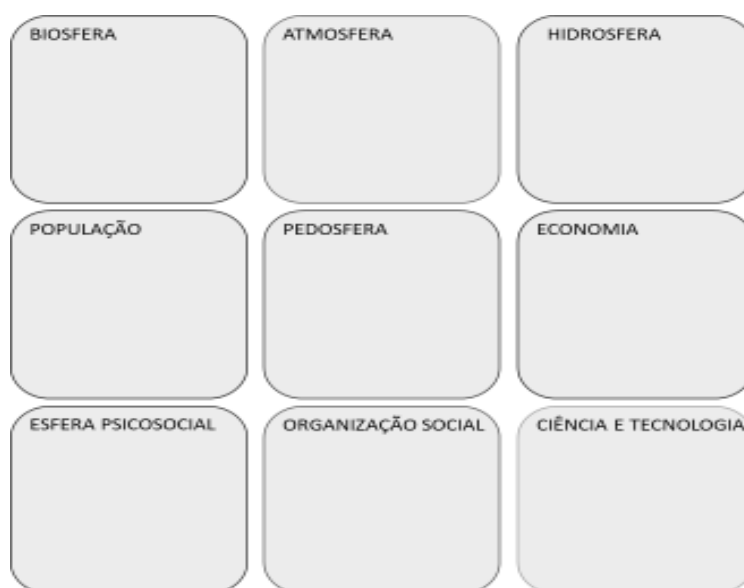 BIOSFERA
ATMOSFERA
HIDROSFERA
POPULAÇÃO
PEDOSFERA
ECONOMIA
ESFERA PSICOSOCIAL
ORGANIZAÇÃO SOCIAL
CIÊNCIA E TECNOLOGIA